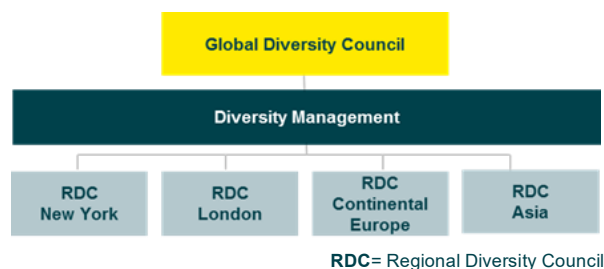 Global Diversity Council
Diversity Management
RDC
New York
RDC
London
RDC
Continental
Europe
RDC
Asia
RDC= Regional Diversity Council